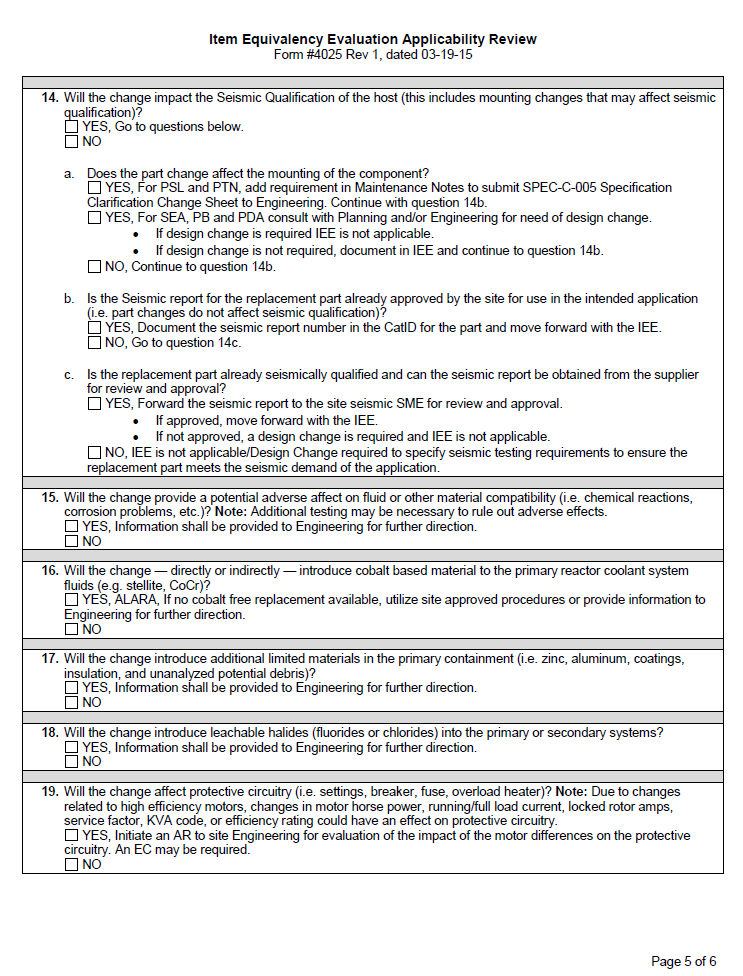 Item Equivalency Evaluation Applicability Review
Form #4025 Rev 1, dated 03-19-15
14. Will the change impact the Seismic Qualification of the host (this includes mounting changes that may affect seismic
qualification)?
☐ YES, Go to questions below.
☐ NO
a. Does the part change affect the mounting of the component?
☐ YES, For PSL and PTN, add requirement in Maintenance Notes to submit SPEC-C-005 Specification
Clarification Change Sheet to Engineering. Continue with question 14b.
☐ YES, For SEA, PB and PDA consult with Planning and/or Engineering for need of design change.
• If design change is required IEE is not applicable.
• If design change is not required, document in IEE and continue to question 14b.
☐ NO, Continue to question 14b.
b. Is the Seismic report for the replacement part already approved by the site for use in the intended application
(i.e. part changes do not affect seismic qualification)?
☐ YES, Document the seismic report number in the CatID for the part and move forward with the IEE.
☐ NO, Go to question 14c.
c. Is the replacement part already seismically qualified and can the seismic report be obtained from the supplier
for review and approval?
☐ YES, Forward the seismic report to the site seismic SME for review and approval.
• If approved, move forward with the IEE.
• If not approved, a design change is required and IEE is not applicable.
☐ NO, IEE is not applicable/Design Change required to specify seismic testing requirements to ensure the
replacement part meets the seismic demand of the application.
15. Will the change provide a potential adverse affect on fluid or other material compatibility (i.e. chemical reactions,
corrosion problems, etc.)? Note: Additional testing may be necessary to rule out adverse effects.
☐ YES, Information shall be provided to Engineering for further direction.
☐ NO
16. Will the change — directly or indirectly — introduce cobalt based material to the primary reactor coolant system
fluids (e.g. stellite, CoCr)?
☐ YES, ALARA, If no cobalt free replacement available, utilize site approved procedures or provide information to
Engineering for further direction.
☐ NO
17. Will the change introduce additional limited materials in the primary containment (i.e. zinc, aluminum, coatings,
insulation, and unanalyzed potential debris)?
☐ YES, Information shall be provided to Engineering for further direction.
☐ NO
18. Will the change introduce leachable halides (fluorides or chlorides) into the primary or secondary systems?
☐ YES, Information shall be provided to Engineering for further direction.
☐ NO
19. Will the change affect protective circuitry (i.e. settings, breaker, fuse, overload heater)? Note: Due to changes
related to high efficiency motors, changes in motor horse power, running/full load current, locked rotor amps,
service factor, KVA code, or efficiency rating could have an effect on protective circuitry.
☐ YES, Initiate an AR to site Engineering for evaluation of the impact of the motor differences on the protective
circuitry. An EC may be required.
☐ NO
Page 5 of 6